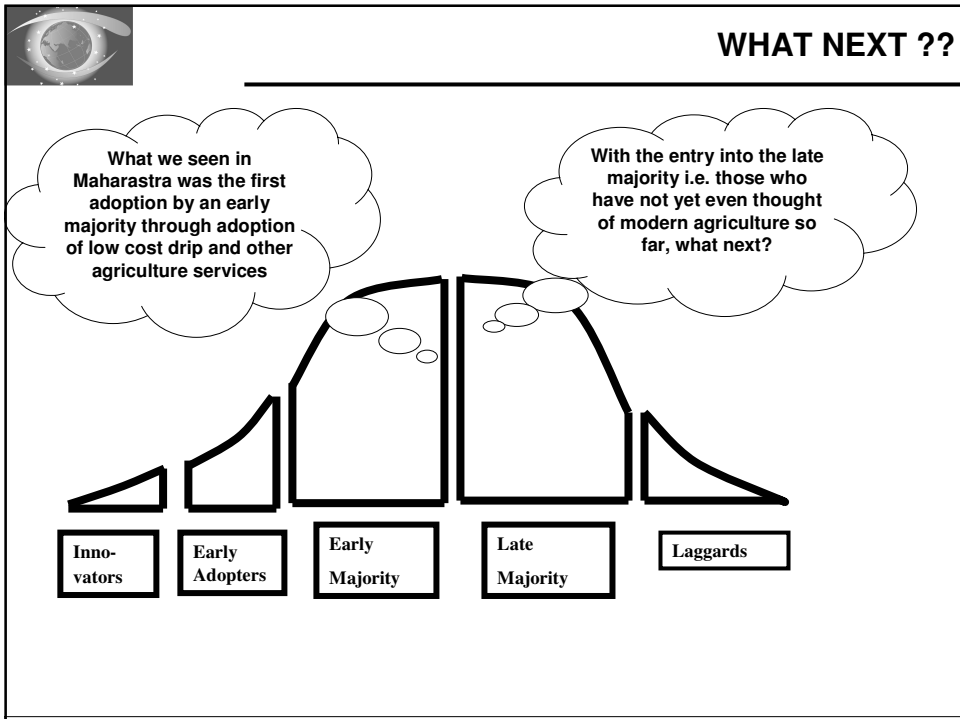 WHAT NEXT ??
What we seen in
Maharastra was the first
adoption by an early
majority through adoption
of low cost drip and other
agriculture services
With the entry into the late
majority i.e. those who
have not yet even thought
of modern agriculture so
far, what next?
Inno-
vators
Early
Adopters
Early
Majority
Late
Majority
Laggards